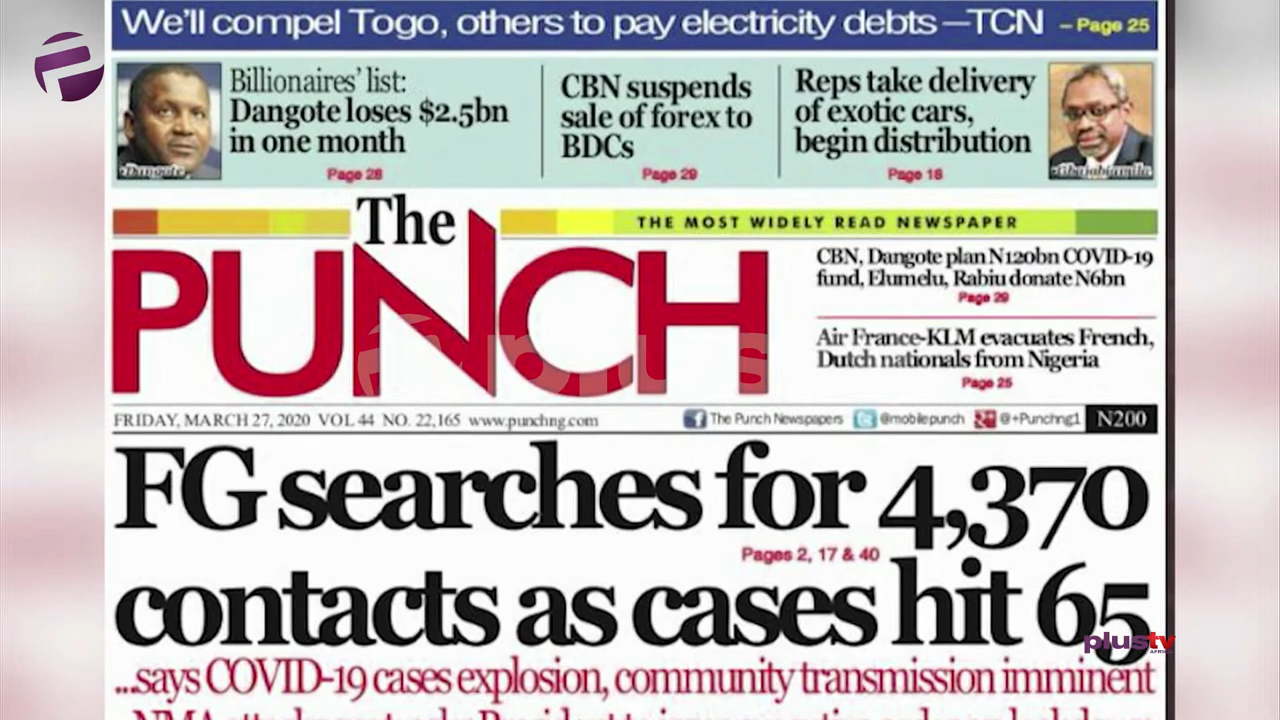 We'll compel Togo, others to pay electricity debts —TCN – Page 25
Billionaires' list:
Dangote loses $2.5bn
in one month
Page 28
Dangote
CBN suspends
sale of forex to
BDCs
Page 29
Reps take delivery
of exotic cars,
begin distribution
Page 18
Gbajabiamila
The
PUNCH
THE MOST WIDELY READ NEWSPAPER
CBN, Dangote plan N120bn COVID-19
fund, Elumelu, Rabiu donate N6bn
Page 29
Air France-KLM evacuates French,
Dutch nationals from Nigeria
Page 25
FRIDAY, MARCH 27, 2020 VOL 44 NO. 22,165 www.punchng.com
The Punch Newspapers @mobilepunch @+Punchng1 N200
FG searches for 4,370
Pages 2, 17 & 40
contacts as cases hit 65
...says COVID-19 cases explosion, community transmission imminent
plus
plustv
AFRICA